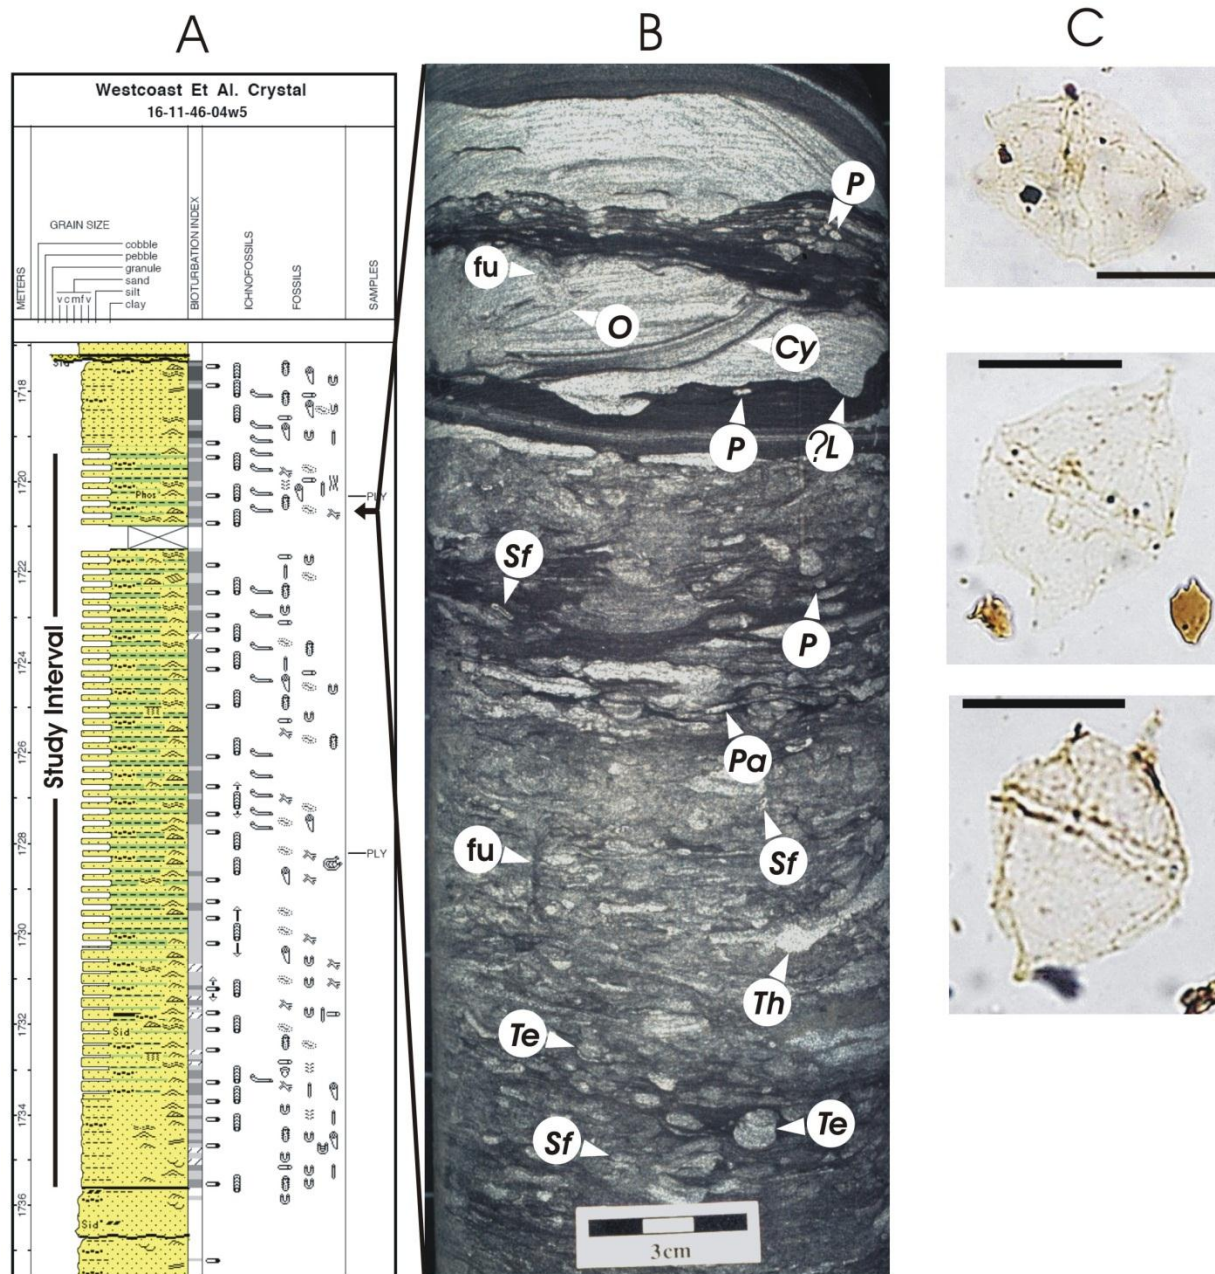 A
B
C
Westcoast Et Al. Crystal
16-11-46-04w5
METERS
GRAIN SIZE
cobble
pebble
granule
sand
silt
clay
v c m f v
BIOTURBATION INDEX
ICHNOFOSSILS
FOSSILS
SAMPLES
Sid
1718
1720
Phos
PLY
1722
1724
1726
1728
PLY
1730
1732
Sid
1734
1736
Sid
Study Interval
P
fu
O
Cy
P
?L
Sf
P
Pa
fu
Sf
Th
Te
Te
Sf
3cm